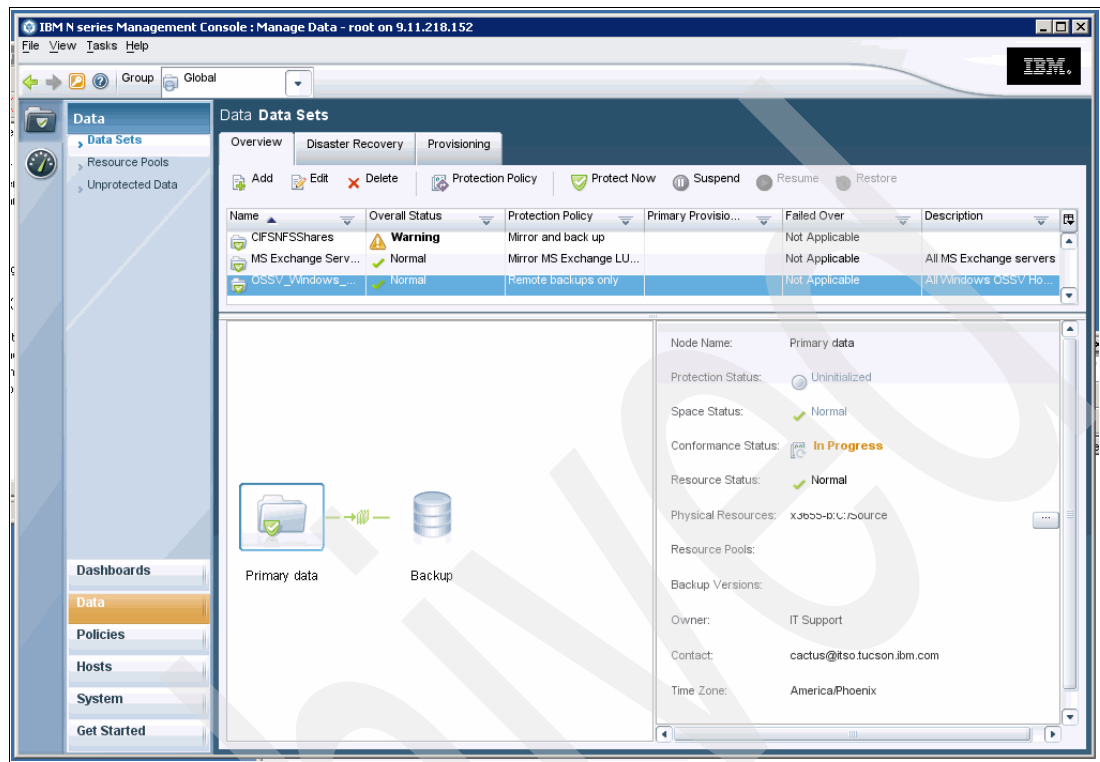 IBM N series Management Console : Manage Data - root on 9.11.218.152
File View Tasks Help
Group Global
IBM.
Data
Data Sets
Resource Pools
Unprotected Data
Dashboards
Data
Policies
Hosts
System
Get Started
Data Data Sets
Overview Disaster Recovery Provisioning
Add Edit Delete Protection Policy Protect Now Suspend Resume Restore
Name Overall Status Protection Policy Primary Provisio... Failed Over Description
CIFSNFSShares Warning Mirror and back up Not Applicable
MS Exchange Serv... Normal Mirror MS Exchange LU... Not Applicable All MS Exchange servers
OSSV_Windows_... Normal Remote backups only Not Applicable All Windows OSSV Ho...
Primary data Backup
Node Name: Primary data
Protection Status: Uninitialized
Space Status: Normal
Conformance Status: In Progress
Resource Status: Normal
Physical Resources: x3655-b:C:/Source
...
Resource Pools:
Backup Versions:
Owner: IT Support
Contact: cactus@itso.tucson.ibm.com
Time Zone: America/Phoenix